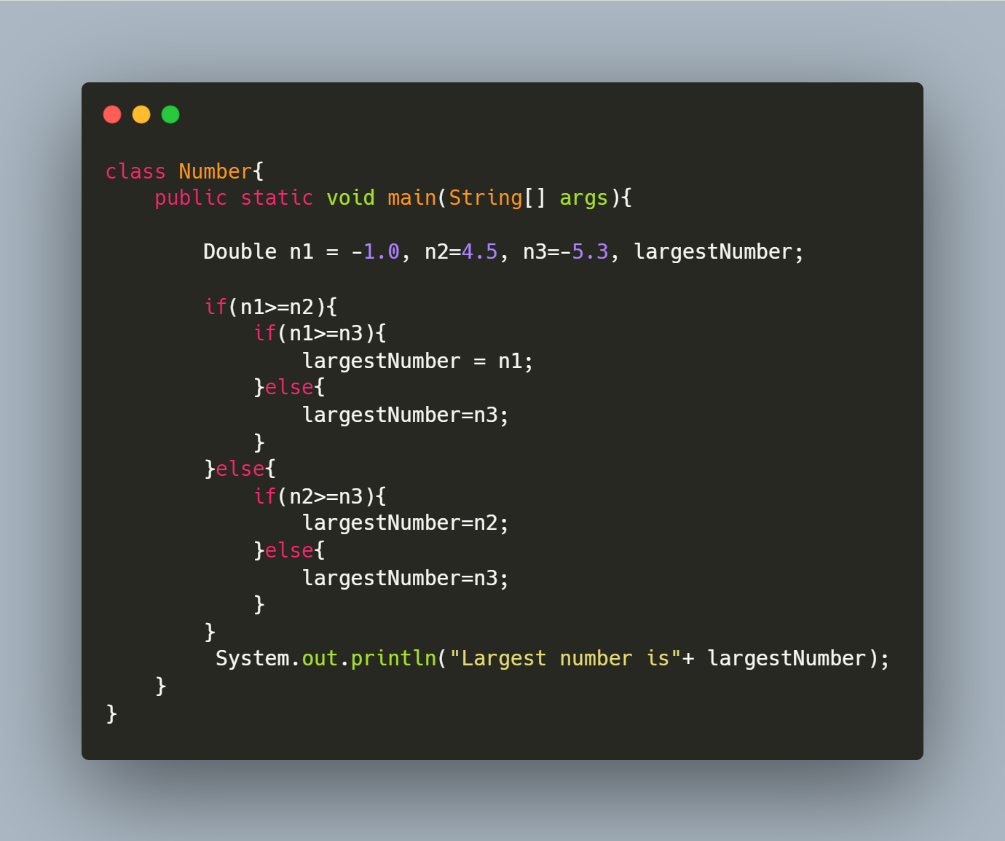 class Number{
    public static void main(String[] args){
        Double n1 = -1.0, n2=4.5, n3=-5.3, largestNumber;
        if(n1>=n2){
            if(n1>=n3){
                largestNumber = n1;
            }else{
                largestNumber=n3;
            }
        }else{
            if(n2>=n3){
                largestNumber=n2;
            }else{
                largestNumber=n3;
            }
        }
         System.out.println("Largest number is"+ largestNumber);
    }
}